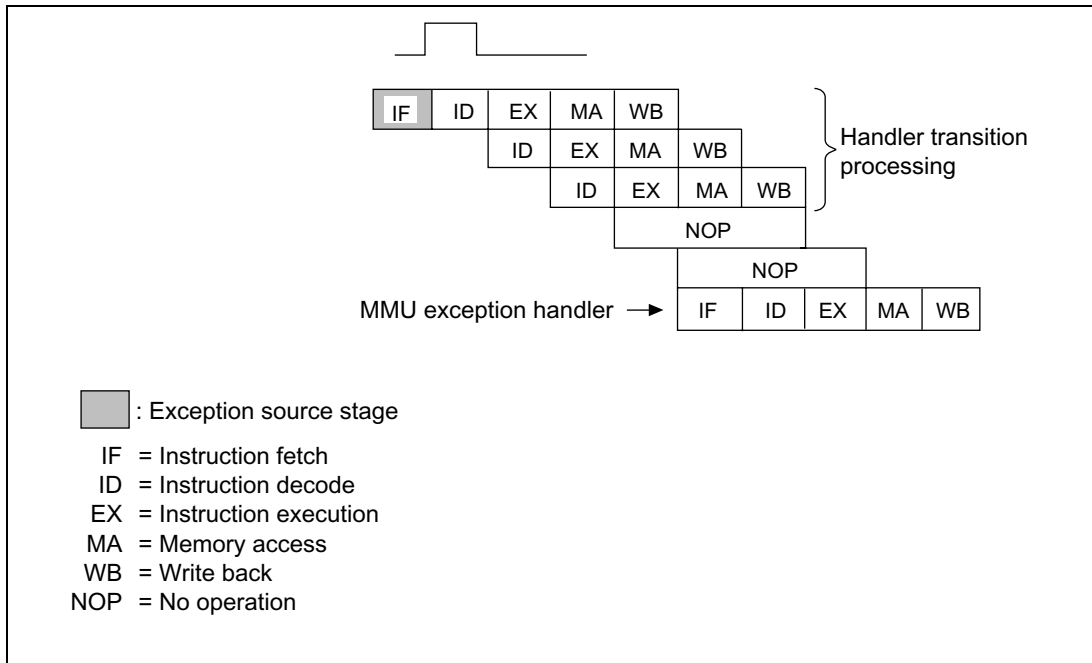 IF ID EX MA WB
ID EX MA WB
ID EX MA WB
Handler transition
processing
NOP
NOP
MMU exception handler
IF ID EX MA WB
: Exception source stage
IF = Instruction fetch
ID = Instruction decode
EX = Instruction execution
MA = Memory access
WB = Write back
NOP = No operation